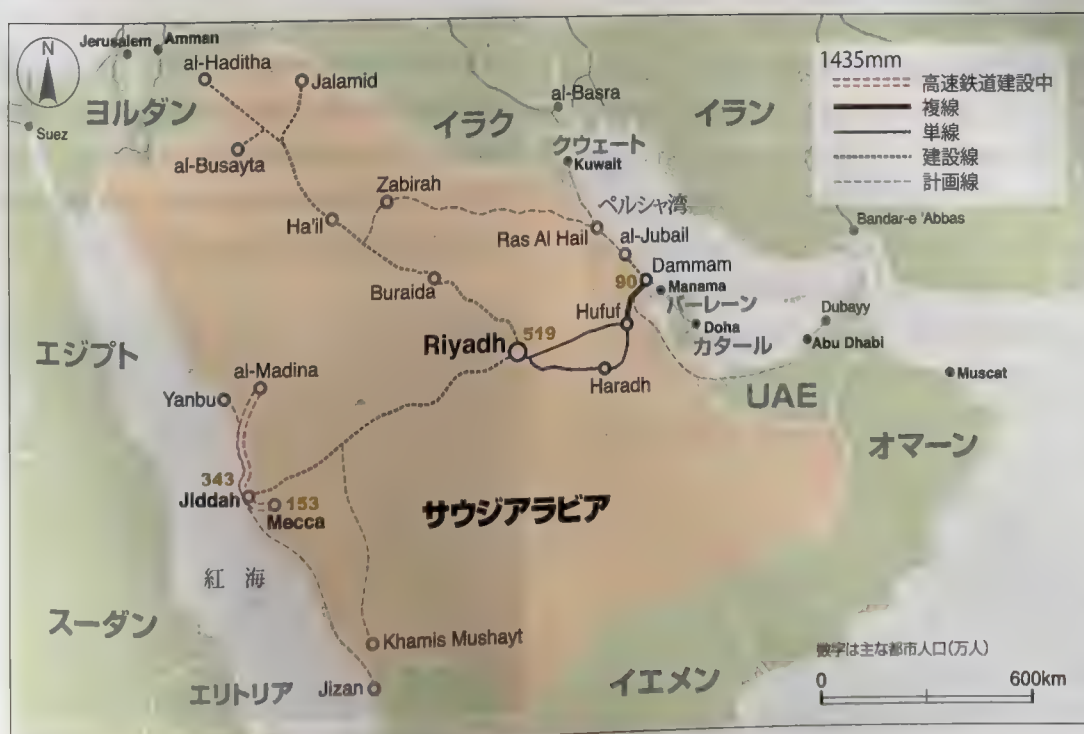 N
Jerusalem
Amman
al-Haditha
Jalamid
ヨルダン
Suez
al-Busayta
イラク
al-Basra
イラン
クウェート
Kuwait
1435mm
高速鉄道建設中
複線
単線
建設線
計画線
Zabirah
Ha'il
ペルシャ湾
Ras Al Hail
al-Jubail
Bandar-e 'Abbas
Buraida
90
Dammam
Manama
バーレーン
Hufuf
Doha
カタール
Dubayy
Abu Dhabi
エジプト
Riyadh
519
Haradh
UAE
Muscat
オマーン
al-Madina
Yanbu
343
Jiddah
153
Mecca
サウジアラビア
紅海
スーダン
Khamis Mushayt
エリトリア
Jizan
イエメン
数字は主な都市人口(万人)
0
600km